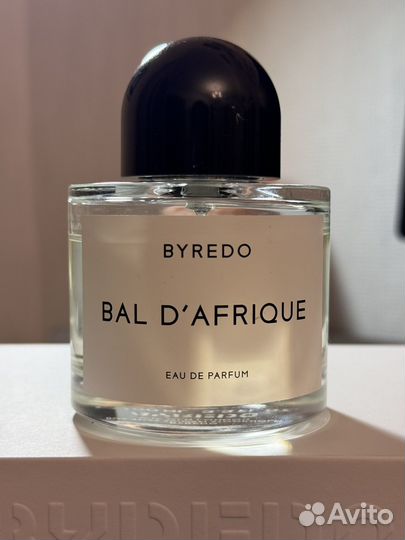 BYREDO
BAL D'AFRIQUE
EAU DE PARFUM
Avito